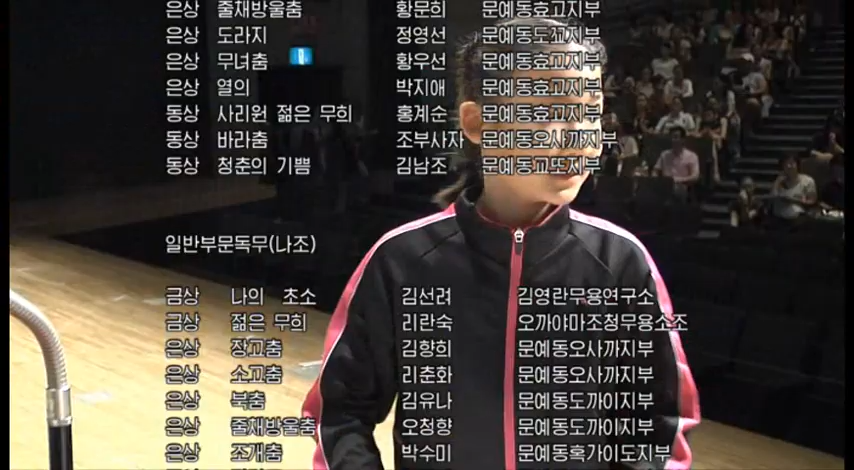 은상 줄채방울춤 황문희 문예동효고지부
은상 도라지 정영선 문예동도꾜지부
은상 무녀춤 황우선 문예동효고지부
은상 열의 박지애 문예동효고지부
동상 사리원 젊은 무희 홍계순 문예동효고지부
동상 바라춤 조부사자 문예동오사까지부
동상 청춘의 기쁨 김남조 문예동교또지부
일반부문독무(나조)
금상 나의 초소 김선려 김영란무용연구소
금상 젊은 무희 리란숙 오까야마조청무용소조
은상 장고춤 김향희 문예동오사까지부
은상 소고춤 리춘화 문예동오사까지부
은상 북춤 김유나 문예동도까이지부
은상 줄채방울춤 오청향 문예동도까이지부
은상 조개춤 박수미 문예동혹가이도지부